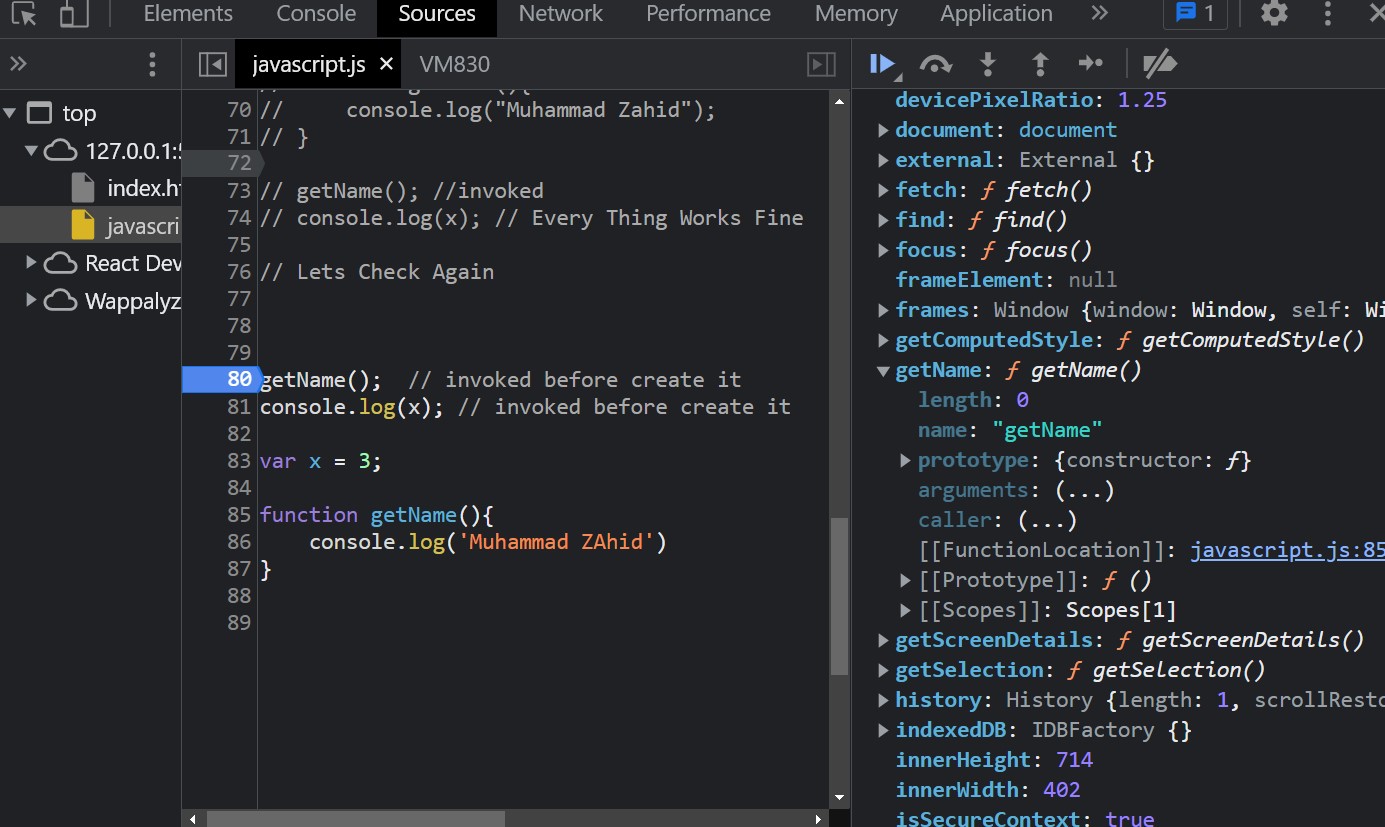 Elements Console Sources Network Performance Memory Application 1
javascript.js × VM830
top
127.0.0.1:
index.h
javascri
React Dev
Wappalyz
70 //     console.log("Muhammad Zahid");
71 // }
72
73 // getName(); //invoked
74 // console.log(x); // Every Thing Works Fine
75
76 // Lets Check Again
77
78
79
80 getName();  // invoked before create it
81 console.log(x); // invoked before create it
82
83 var x = 3;
84
85 function getName(){
86     console.log('Muhammad ZAhid')
87 }
88
89
devicePixelRatio: 1.25
document: document
external: External {}
fetch: ƒ fetch()
find: ƒ find()
focus: ƒ focus()
frameElement: null
frames: Window {window: Window, self: Wi
getComputedStyle: ƒ getComputedStyle()
getName: ƒ getName()
length: 0
name: "getName"
prototype: {constructor: ƒ}
arguments: (...)
caller: (...)
[[FunctionLocation]]: javascript.js:85
[[Prototype]]: ƒ ()
[[Scopes]]: Scopes[1]
getScreenDetails: ƒ getScreenDetails()
getSelection: ƒ getSelection()
history: History {length: 1, scrollResto
indexedDB: IDBFactory {}
innerHeight: 714
innerWidth: 402
isSecureContext: true